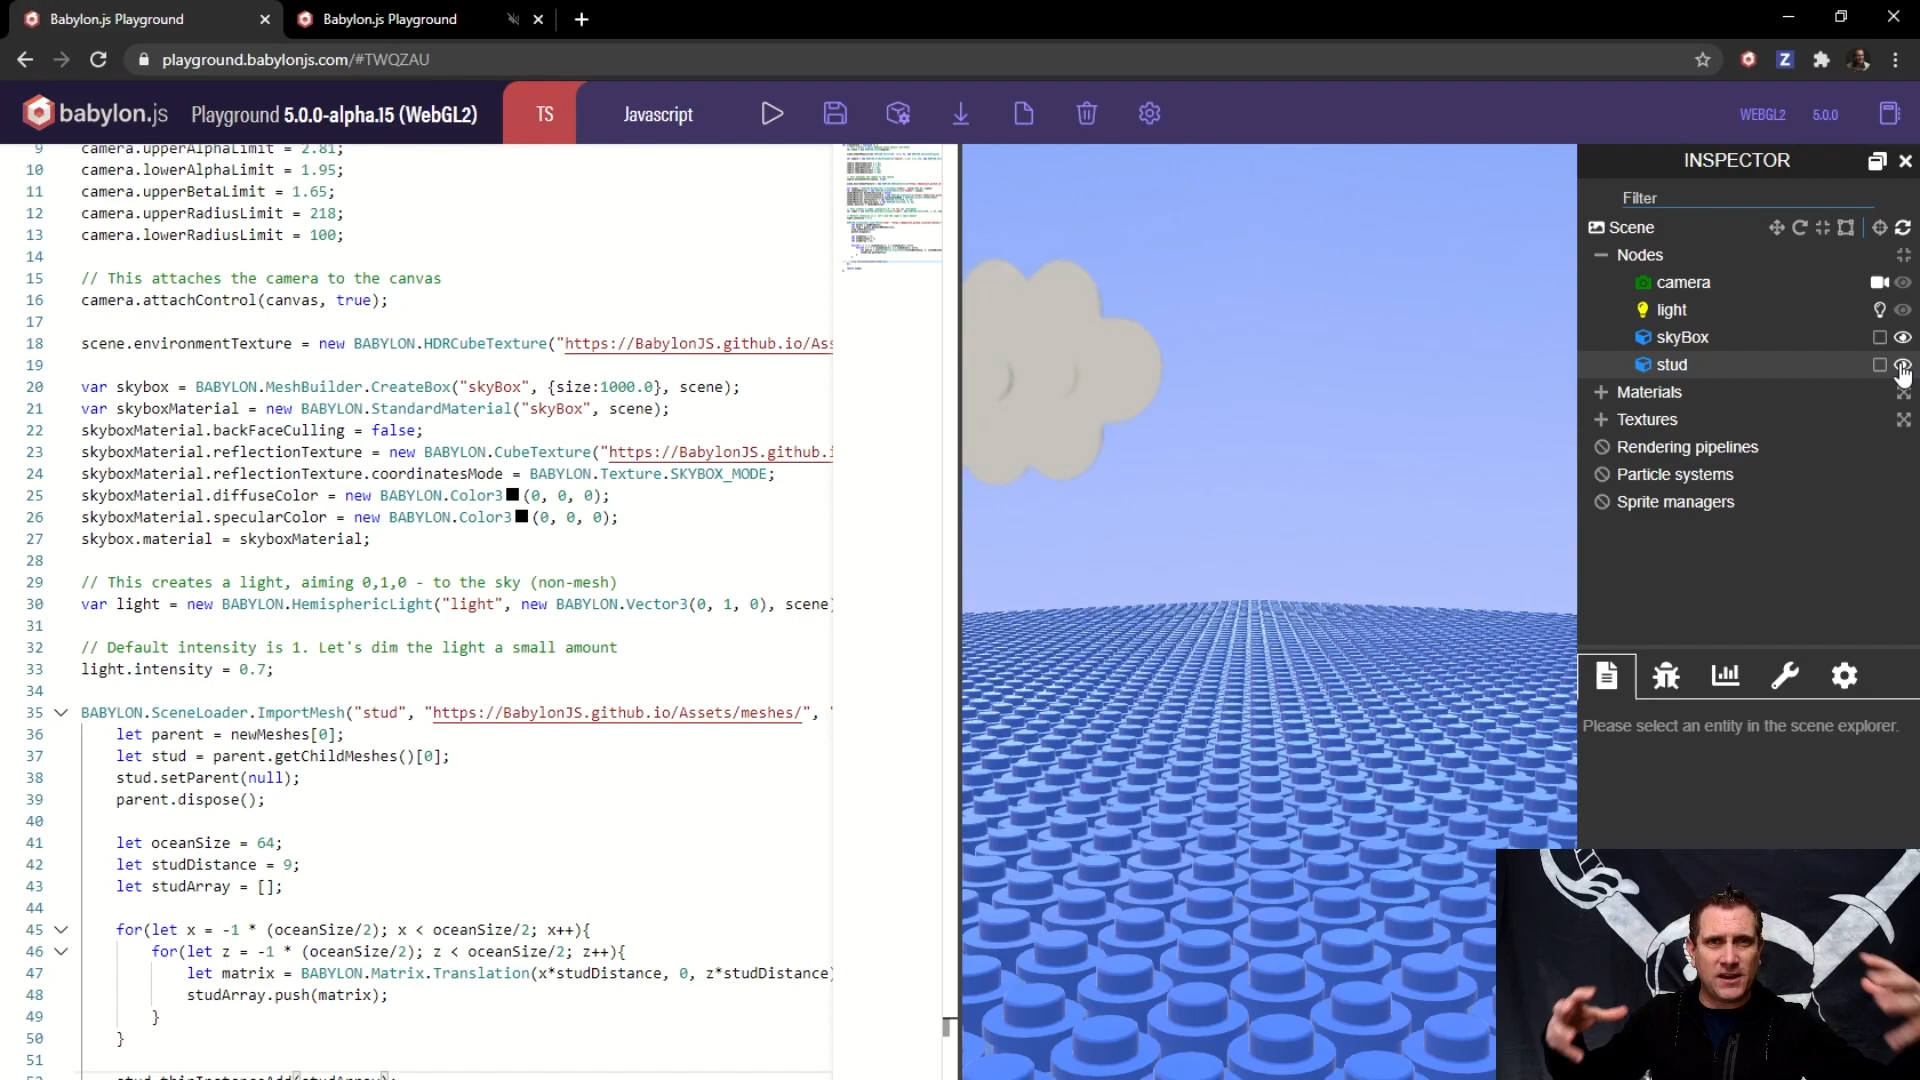 Babylon.js Playground
Babylon.js Playground
playground.babylonjs.com/#TWQZAU
Z
babylon.js
Playground 5.0.0-alpha.15 (WebGL2)
TS
Javascript
WEBGL2
5.0.0
9 camera.upperAlphaLimit = 2.81;
10 camera.lowerAlphaLimit = 1.95;
11 camera.upperBetaLimit = 1.65;
12 camera.upperRadiusLimit = 218;
13 camera.lowerRadiusLimit = 100;
14
15 // This attaches the camera to the canvas
16 camera.attachControl(canvas, true);
17
18 scene.environmentTexture = new BABYLON.HDRCubeTexture("https://BabylonJS.github.io/Ass
19
20 var skybox = BABYLON.MeshBuilder.CreateBox("skyBox", {size:1000.0}, scene);
21 var skyboxMaterial = new BABYLON.StandardMaterial("skyBox", scene);
22 skyboxMaterial.backFaceCulling = false;
23 skyboxMaterial.reflectionTexture = new BABYLON.CubeTexture("https://BabylonJS.github.i
24 skyboxMaterial.reflectionTexture.coordinatesMode = BABYLON.Texture.SKYBOX_MODE;
25 skyboxMaterial.diffuseColor = new BABYLON.Color3(0, 0, 0);
26 skyboxMaterial.specularColor = new BABYLON.Color3(0, 0, 0);
27 skybox.material = skyboxMaterial;
28
29 // This creates a light, aiming 0,1,0 - to the sky (non-mesh)
30 var light = new BABYLON.HemisphericLight("light", new BABYLON.Vector3(0, 1, 0), scene)
31
32 // Default intensity is 1. Let's dim the light a small amount
33 light.intensity = 0.7;
34
35 BABYLON.SceneLoader.ImportMesh("stud", "https://BabylonJS.github.io/Assets/meshes/", "
36 let parent = newMeshes[0];
37 let stud = parent.getChildMeshes()[0];
38 stud.setParent(null);
39 parent.dispose();
40
41 let oceanSize = 64;
42 let studDistance = 9;
43 let studArray = [];
44
45 for(let x = -1 * (oceanSize/2); x < oceanSize/2; x++){
46 for(let z = -1 * (oceanSize/2); z < oceanSize/2; z++){
47 let matrix = BABYLON.Matrix.Translation(x*studDistance, 0, z*studDistance)
48 studArray.push(matrix);
49 }
50 }
51
52 stud.thinInstanceAdd(studArray);
INSPECTOR
Filter
Scene
Nodes
camera
light
skyBox
stud
Materials
Textures
Rendering pipelines
Particle systems
Sprite managers
Please select an entity in the scene explorer.